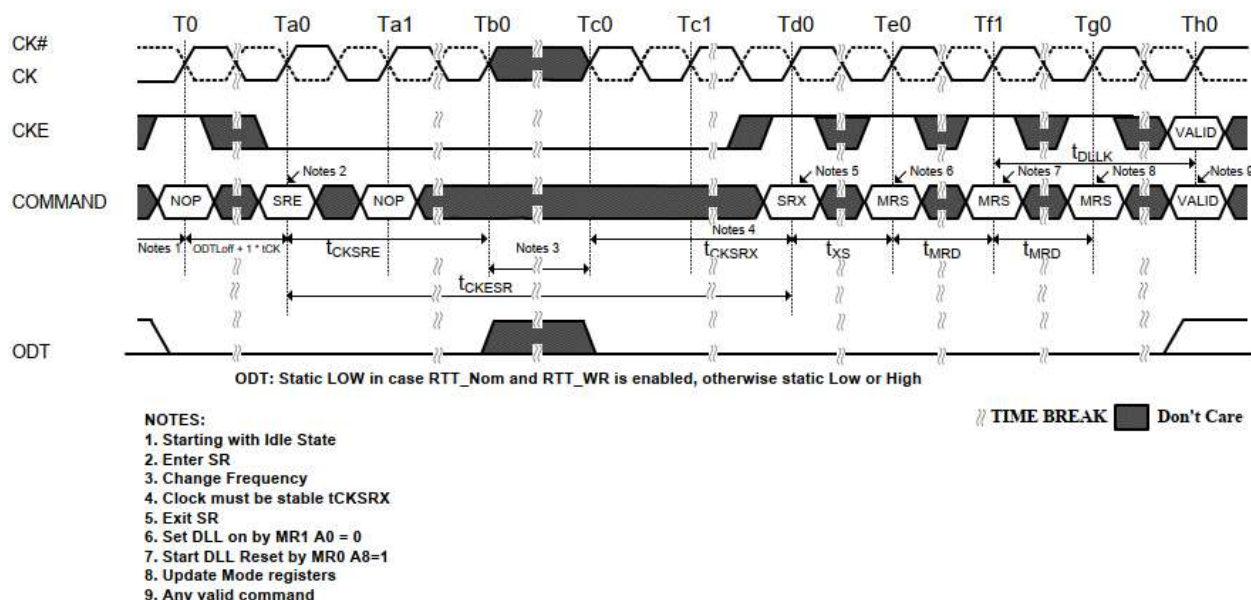 T0 Ta0 Ta1 Tb0 Tc0 Tc1 Td0 Te0 Tf1 Tg0 Th0
CK#
CK
CKE
VALID
tDLLK
Notes 2 Notes 5 Notes 6 Notes 7 Notes 8 Notes 9
COMMAND
NOP SRE NOP SRX MRS MRS MRS VALID
Notes 1 ODTLoff + 1 * tCK tCKSRE Notes 3 Notes 4 tCKSRX tXS tMRD tMRD
tCKESR
ODT
ODT: Static LOW in case RTT_Nom and RTT_WR is enabled, otherwise static Low or High
TIME BREAK Don't Care
NOTES:
1. Starting with Idle State
2. Enter SR
3. Change Frequency
4. Clock must be stable tCKSRX
5. Exit SR
6. Set DLL on by MR1 A0 = 0
7. Start DLL Reset by MR0 A8=1
8. Update Mode registers
9. Any valid command